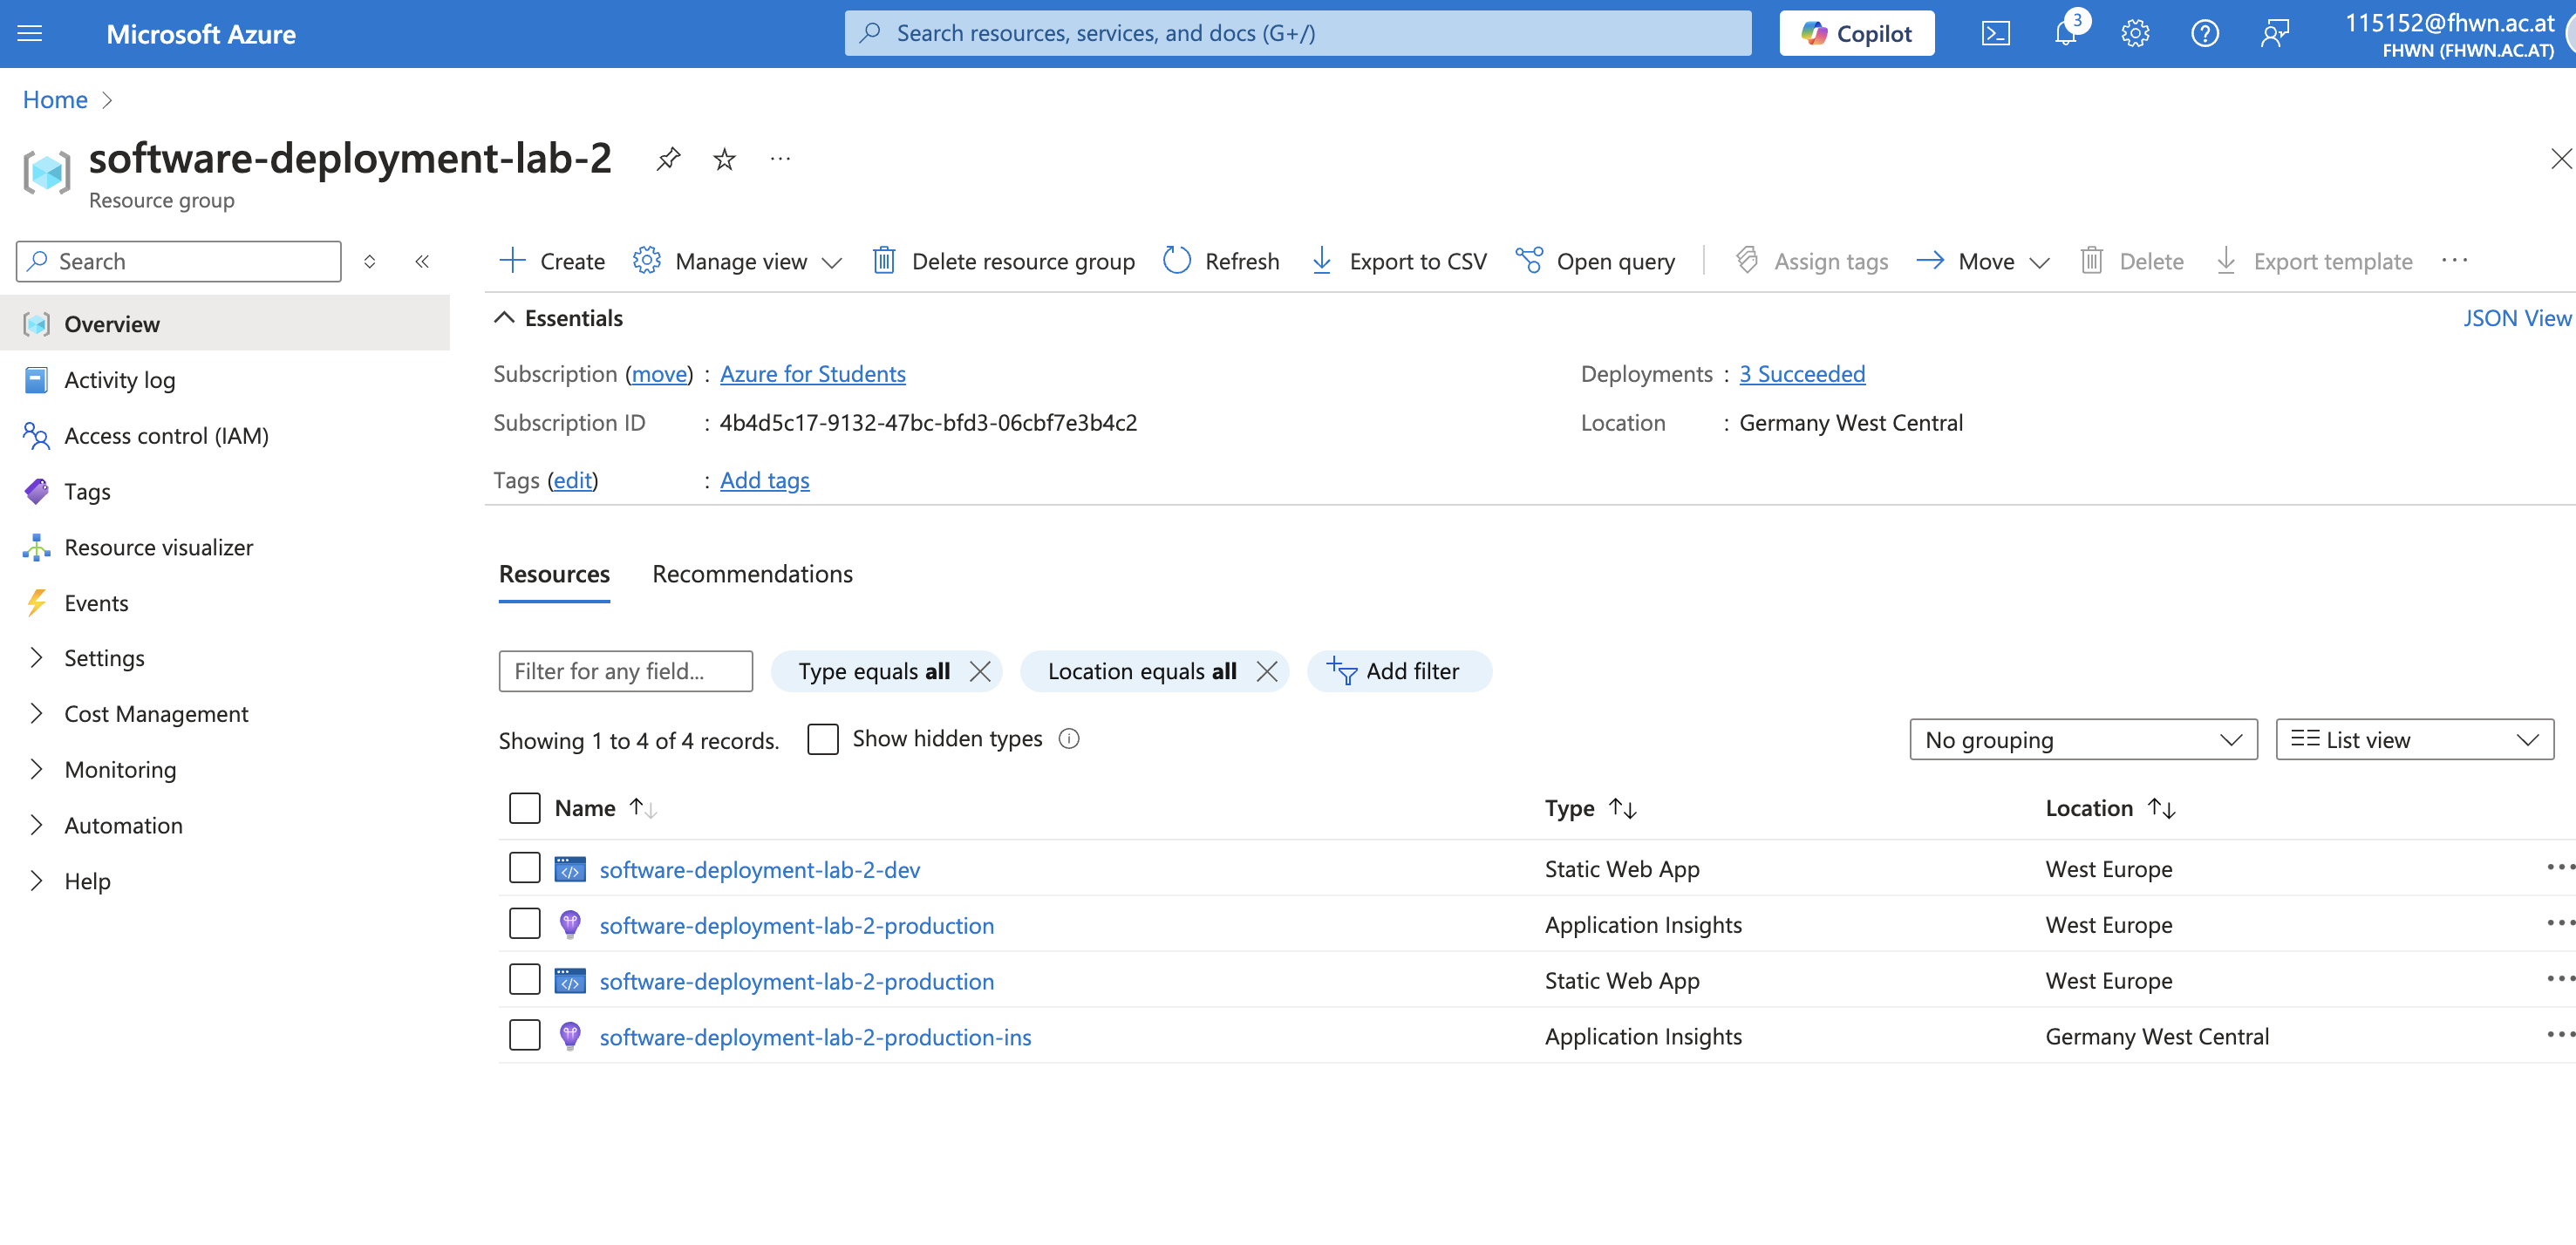 Microsoft Azure
Search resources, services, and docs (G+/)
Copilot
3
115152@fhwn.ac.at
FHWN (FHWN.AC.AT)
Home
software-deployment-lab-2
Resource group
Search
Create
Manage view
Delete resource group
Refresh
Export to CSV
Open query
Assign tags
Move
Delete
Export template
Overview
Activity log
Access control (IAM)
Tags
Resource visualizer
Events
Settings
Cost Management
Monitoring
Automation
Help
Essentials
JSON View
Subscription (move) : Azure for Students
Deployments : 3 Succeeded
Subscription ID : 4b4d5c17-9132-47bc-bfd3-06cbf7e3b4c2
Location : Germany West Central
Tags (edit) : Add tags
Resources
Recommendations
Filter for any field...
Type equals all
Location equals all
Add filter
Showing 1 to 4 of 4 records.
Show hidden types
No grouping
List view
Name Type Location
software-deployment-lab-2-dev Static Web App West Europe
software-deployment-lab-2-production Application Insights West Europe
software-deployment-lab-2-production Static Web App West Europe
software-deployment-lab-2-production-ins Application Insights Germany West Central